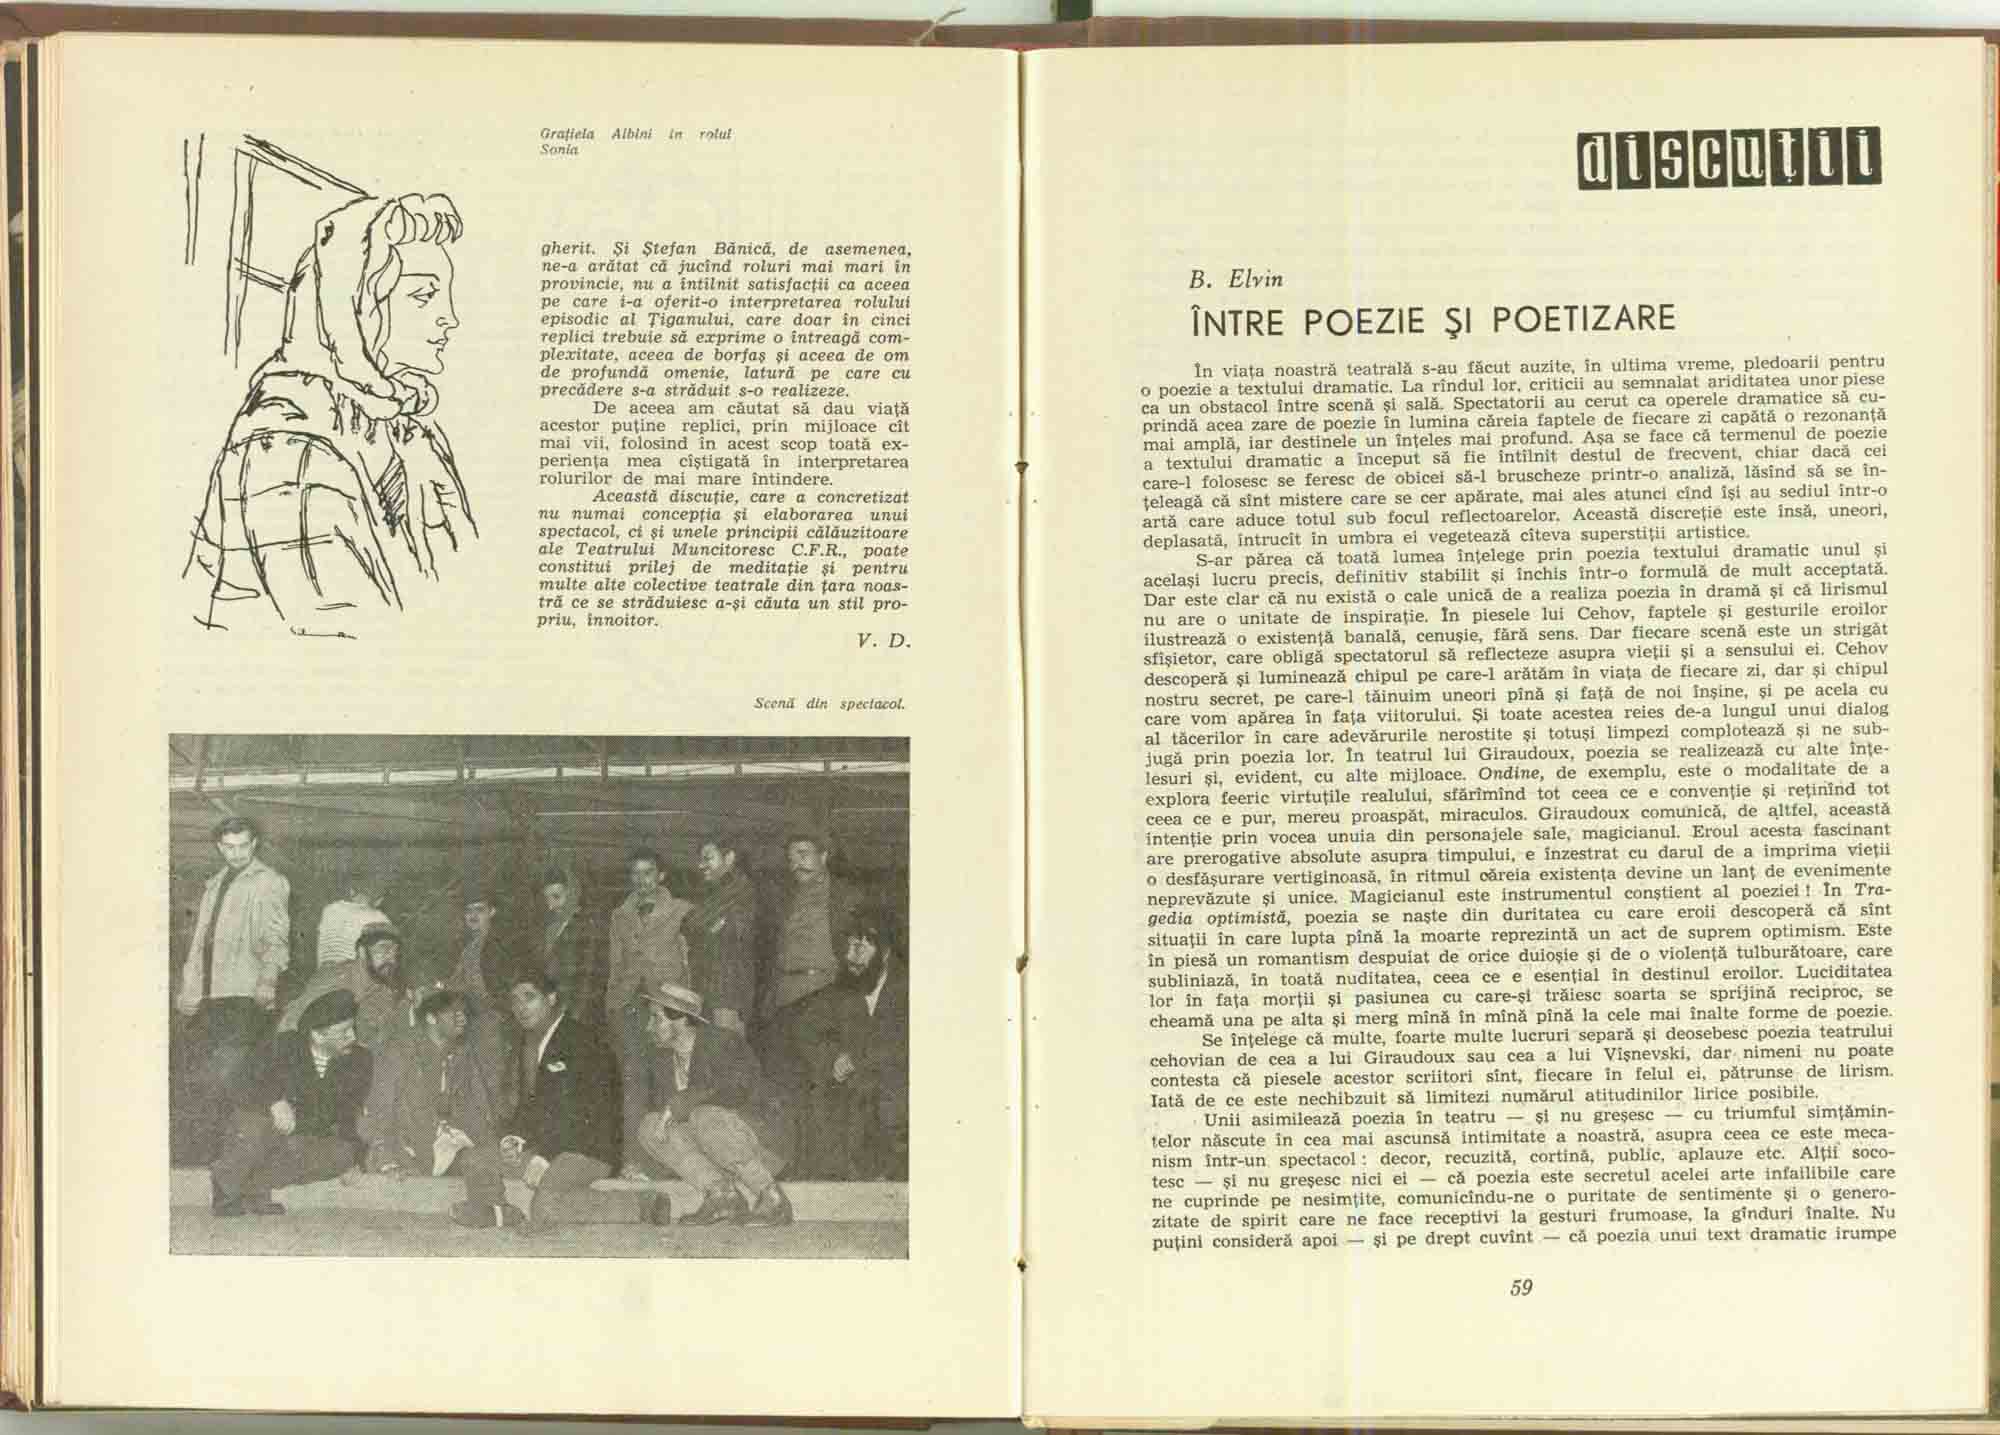 Grațiela Albini în rolul
Sonia
gherit. Și Ștefan Bănică, de asemenea,
ne-a arătat că jucînd roluri mai mari în
provincie, nu a întîlnit satisfacții ca aceea
pe care i-a oferit-o interpretarea rolului
episodic al Țiganului, care doar în cinci
replici trebuie să exprime o întreagă com-
plexitate, aceea de borfaș și aceea de om
de profundă omenie, latură pe care cu
precădere s-a străduit s-o realizeze.
De aceea am căutat să dau viață
acestor puține replici, prin mijloace cît
mai vii, folosind în acest scop toată ex-
periența mea cîștigată în interpretarea
rolurilor de mai mare întindere.
Această discuție, care a concretizat
nu numai concepția și elaborarea unui
spectacol, ci și unele principii călăuzitoare
ale Teatrului Muncitoresc C.F.R., poate
constitui prilej de meditație și pentru
multe alte colective teatrale din țara noas-
tră ce se străduiesc a-și căuta un stil pro-
priu, înnoitor.
V. D.
Scenă din spectacol.
discuții
B. Elvin
ÎNTRE POEZIE ȘI POETIZARE
În viața noastră teatrală s-au făcut auzite, în ultima vreme, pledoarii pentru
o poezie a textului dramatic. La rîndul lor, criticii au semnalat ariditatea unor piese
ca un obstacol între scenă și sală. Spectatorii au cerut ca operele dramatice să cu-
prindă acea zare de poezie în lumina căreia faptele de fiecare zi capătă o rezonanță
mai amplă, iar destinele un înțeles mai profund. Așa se face că termenul de poezie
a textului dramatic a început să fie întîlnit destul de frecvent, chiar dacă cei
care-l folosesc se feresc de obicei să-l bruscheze printr-o analiză, lăsînd să se în-
țeleagă că sînt mistere care se cer apărate, mai ales atunci cînd își au sediul într-o
artă care aduce totul sub focul reflectoarelor. Această discreție este însă, uneori,
deplasată, întrucît în umbra ei vegetează cîteva superstiții artistice.
S-ar părea că toată lumea înțelege prin poezia textului dramatic unul și
același lucru precis, definitiv stabilit și închis într-o formulă de mult acceptată.
Dar este clar că nu există o cale unică de a realiza poezia în dramă și că lirismul
nu are o unitate de inspirație. În piesele lui Cehov, faptele și gesturile eroilor
ilustrează o existență banală, cenușie, fără sens. Dar fiecare scenă este un strigăt
sfîșietor, care obligă spectatorul să reflecteze asupra vieții și a sensului ei. Cehov
descoperă și luminează chipul pe care-l arătăm în viața de fiecare zi, dar și chipul
nostru secret, pe care-l tăinuim uneori pînă și față de noi înșine, și pe acela cu
care vom apărea în fața viitorului. Și toate acestea reies de-a lungul unui dialog
al tăcerilor în care adevărurile nerostite și totuși limpezi complotează și ne sub-
jugă prin poezia lor. În teatrul lui Giraudoux, poezia se realizează cu alte înțe-
lesuri și, evident, cu alte mijloace. Ondine, de exemplu, este o modalitate de a
explora feeric virtuțile realului, sfărîmînd tot ceea ce e convenție și reținînd tot
ceea ce e pur, mereu proaspăt, miraculos. Giraudoux comunică, de altfel, această
intenție prin vocea unuia din personajele sale, magicianul. Eroul acesta fascinant
are prerogative absolute asupra timpului, e înzestrat cu darul de a imprima vieții
o desfășurare vertiginoasă, în ritmul căreia existența devine un lanț de evenimente
neprevăzute și unice. Magicianul este instrumentul conștient al poeziei ! În Tra-
gedia optimistă, poezia se naște din duritatea cu care eroii descoperă că sînt
situații în care lupta pînă la moarte reprezintă un act de suprem optimism. Este
în piesă un romantism despuiat de orice duioșie și de o violență tulburătoare, care
subliniază, în toată nuditatea, ceea ce e esențial în destinul eroilor. Luciditatea
lor în fața morții și pasiunea cu care-și trăiesc soarta se sprijină reciproc, se
cheamă una pe alta și merg mînă în mînă pînă la cele mai înalte forme de poezie.
Se înțelege că multe, foarte multe lucruri separă și deosebesc poezia teatrului
cehovian de cea a lui Giraudoux sau cea a lui Vișnevski, dar nimeni nu poate
contesta că piesele acestor scriitori sînt, fiecare în felul ei, pătrunse de lirism.
Iată de ce este nechibzuit să limitezi numărul atitudinilor lirice posibile.
Unii asimilează poezia în teatru — și nu greșesc — cu triumful simțămin-
telor născute în cea mai ascunsă intimitate a noastră, asupra ceea ce este meca-
nism într-un spectacol : decor, recuzită, cortină, public, aplauze etc. Alții soco-
tesc — și nu greșesc nici ei — că poezia este secretul acelei arte infailibile care
ne cuprinde pe nesimțite, comunicîndu-ne o puritate de sentimente și o genero-
zitate de spirit care ne face receptivi la gesturi frumoase, la gînduri înalte. Nu
puțini consideră apoi — și pe drept cuvînt — că poezia unui text dramatic irumpe
59